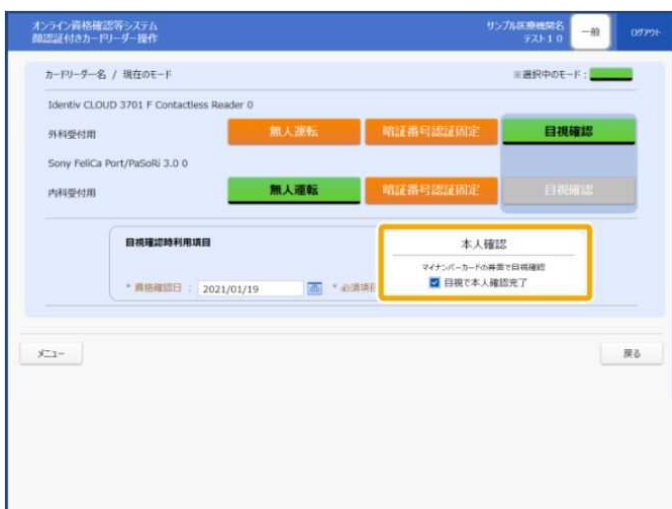 オンライン資格確認等システム
顔認証付きカードリーダー操作
サンプル医療機関名
テスト10
一般
ログアウト
カードリーダー名 / 現在のモード
※選択中のモード：
Identiv CLOUD 3701 F Contactless Reader 0
外科受付用
無人運転
暗証番号認証固定
目視確認
Sony FeliCa Port/PaSoRi 3.0 0
内科受付用
無人運転
暗証番号認証固定
目視確認
目視確認時利用項目
* 資格確認日 : 2021/01/19
* 必須項目
本人確認
マイナンバーカードの券面で目視確認
目視で本人確認完了
メニュー
戻る